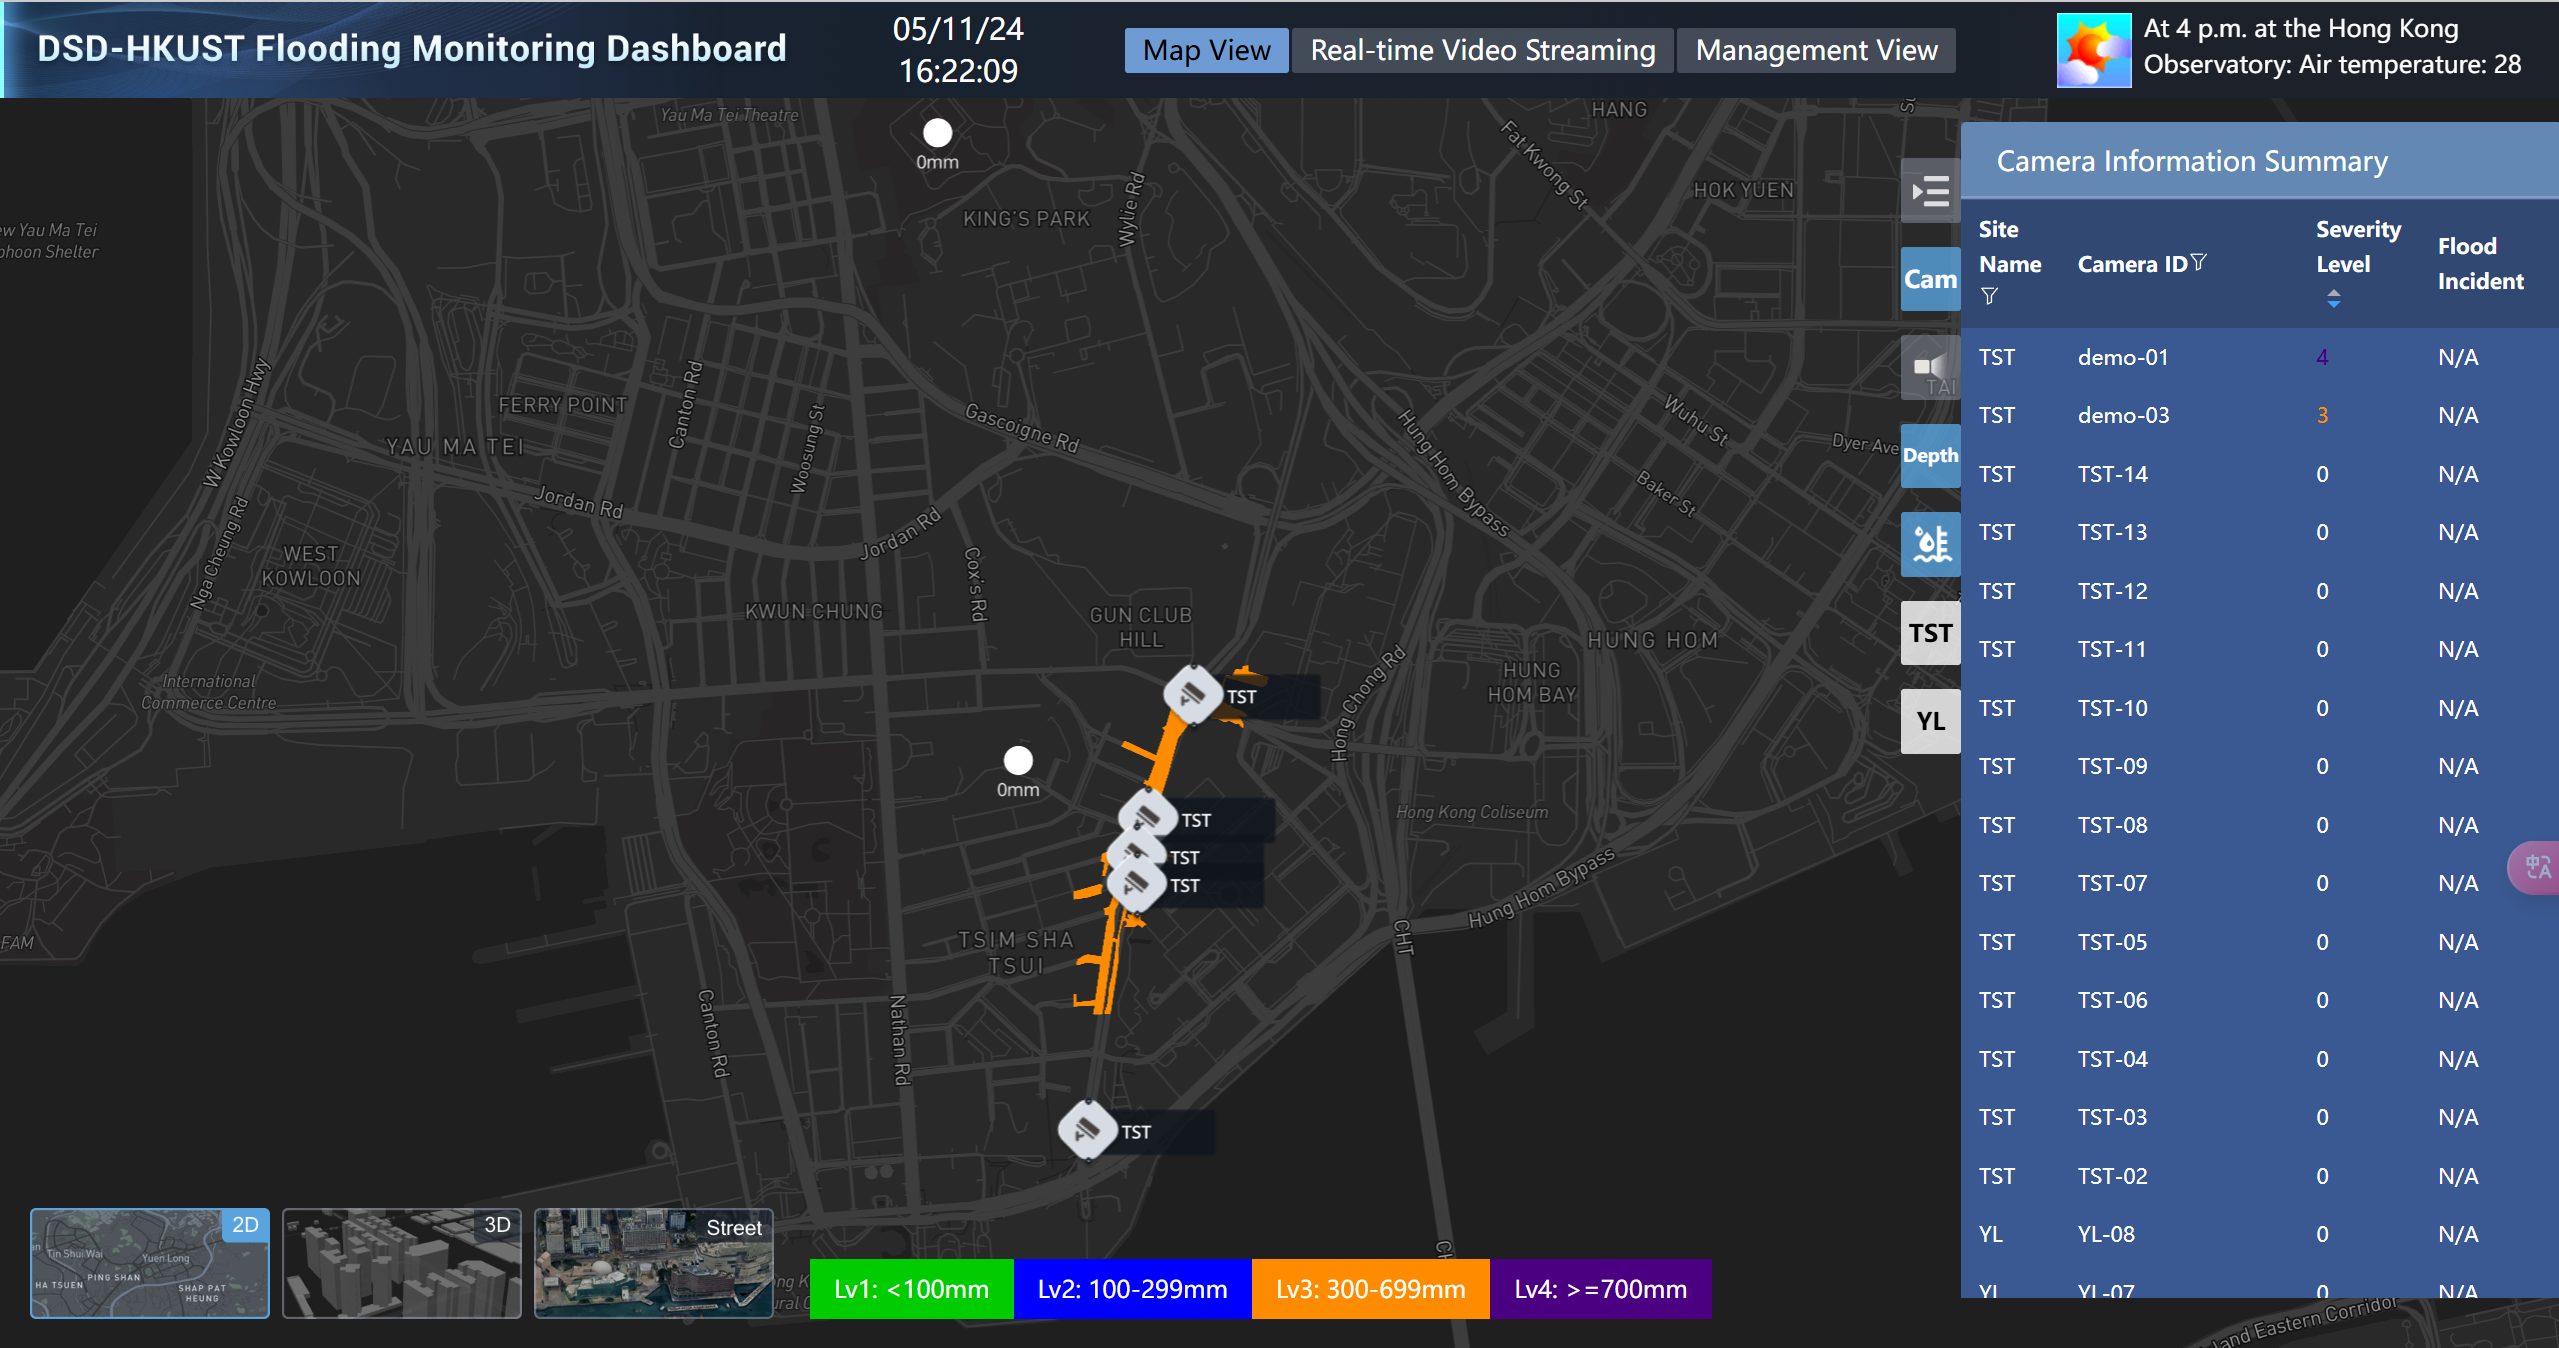 DSD-HKUST Flooding Monitoring Dashboard
05/11/24
16:22:09
Map View
Real-time Video Streaming
Management View
At 4 p.m. at the Hong Kong
Observatory: Air temperature: 28
Yau Ma Tei Theatre
HANG
0mm
Fat Kwong St
HOK YUEN
KING'S PARK
Wylie Rd
ew Yau Ma Tei
phoon Shelter
W Kowloon Hwy
FERRY POINT
Canton Rd
Woosung St
YAU MA TEI
Gascoigne Rd
Hung Hom Bypass
Wuhu St
Dyer Ave
Baker St
Jordan Rd
Jordan Rd
Nga Cheung Rd
WEST
KOWLOON
Cox's Rd
KWUN CHUNG
GUN CLUB
HILL
HUNG HOM
HUNG
HOM BAY
Hong Chong Rd
International
Commerce Centre
TST
0mm
TST
TST
TST
Hong Kong Coliseum
Hung Hom Bypass
CHT
FAM
TSIM SHA
TSUI
Canton Rd
Nathan Rd
TST
Cam
TAI
Depth
TST
YL
Camera Information Summary
Site
Name
Camera ID
Severity
Level
Flood
Incident
TST demo-01 4 N/A
TST demo-03 3 N/A
TST TST-14 0 N/A
TST TST-13 0 N/A
TST TST-12 0 N/A
TST TST-11 0 N/A
TST TST-10 0 N/A
TST TST-09 0 N/A
TST TST-08 0 N/A
TST TST-07 0 N/A
TST TST-05 0 N/A
TST TST-06 0 N/A
TST TST-04 0 N/A
TST TST-03 0 N/A
TST TST-02 0 N/A
YL YL-08 0 N/A
YL YL-07 0 N/A
中A
2D
Tin Shui Wai
Yuen Long
PING SHAN
HA TSUEN
SHAP PAT
HEUNG
3D
Street
Lv1: <100mm
Lv2: 100-299mm
Lv3: 300-699mm
Lv4: >=700mm
land Eastern Corridor